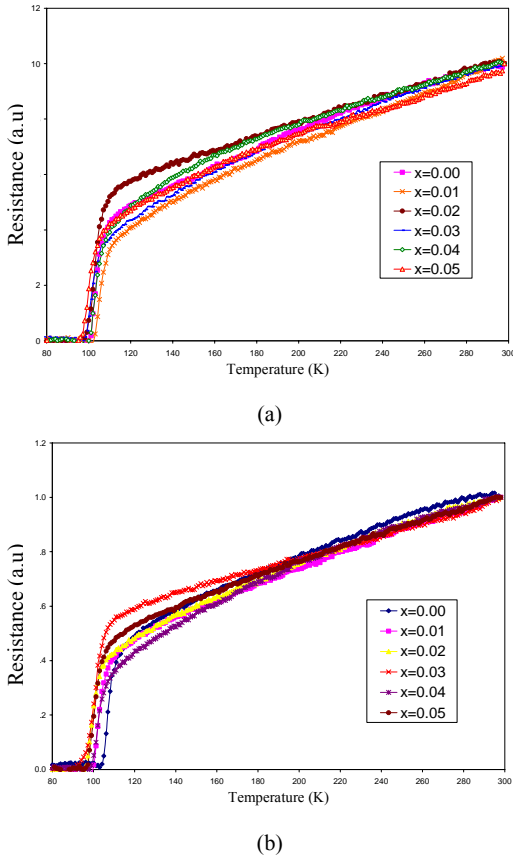 12
10
2
0
80 100 120 140 160 180 200 220 240 260 280 300
Resistance (a.u)
Temperature (K)
x=0.00
x=0.01
x=0.02
x=0.03
x=0.04
x=0.05
(a)
1.2
1.0
.8
.6
.4
.2
0.0
80 100 120 140 160 180 200 220 240 260 280 300
Resistance (a.u)
Temperature (K)
x=0.00
x=0.01
x=0.02
x=0.03
x=0.04
x=0.05
(b)